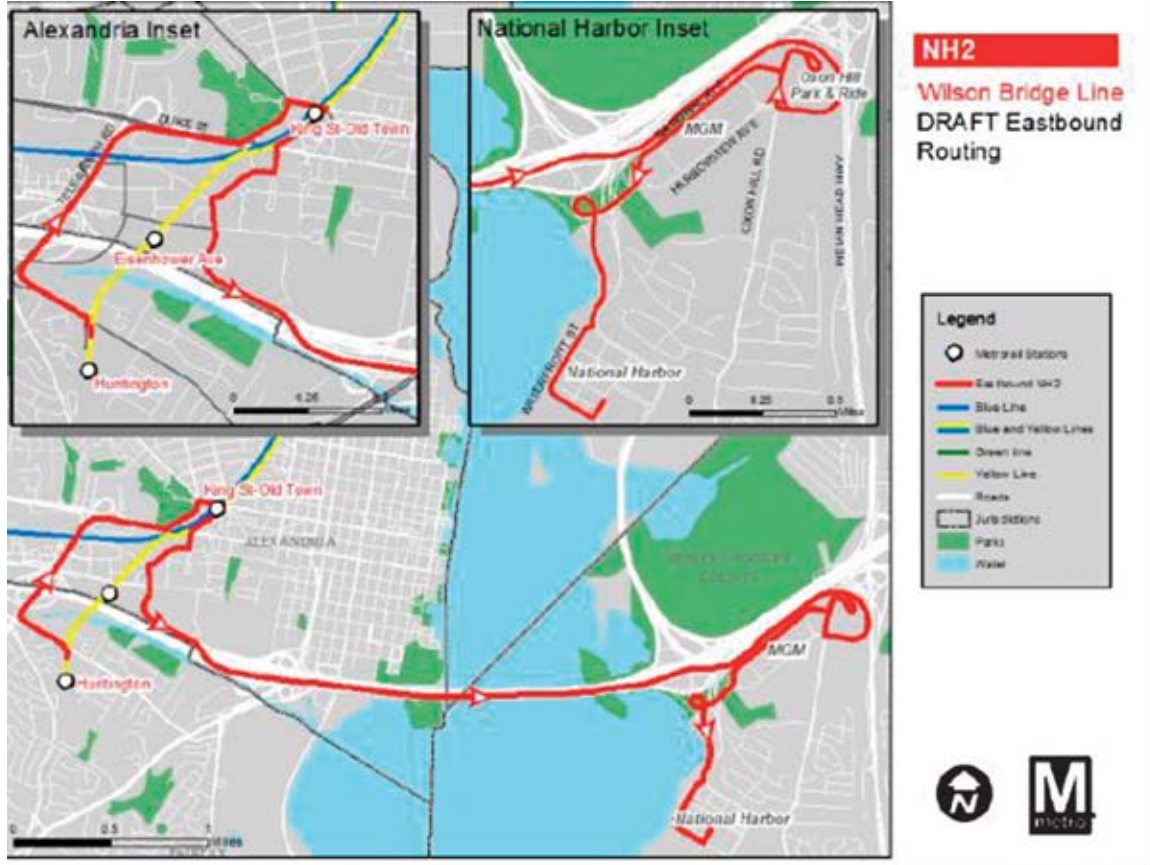 Alexandria Inset
DUKE ST
King St-Old Town
Eisenhower Ave
Huntington
0
0.25
National Harbor Inset
Oxon Hill
Park & Ride
MGM
OXON HILL RD
INDIAN HEAD HWY
WATERFRONT ST
National Harbor
0
0.25
0.5
Miles
NH2
Wilson Bridge Line
DRAFT Eastbound
Routing
Legend
Metrorail Stations
Eastbound NH2
Blue Line
Blue and Yellow Lines
Green line
Yellow Line
Roads
Jurisdictions
Parks
Water
King St-Old Town
ALEXANDRIA
Huntington
MGM
National Harbor
0
0.5
1
Miles
N
M
metro